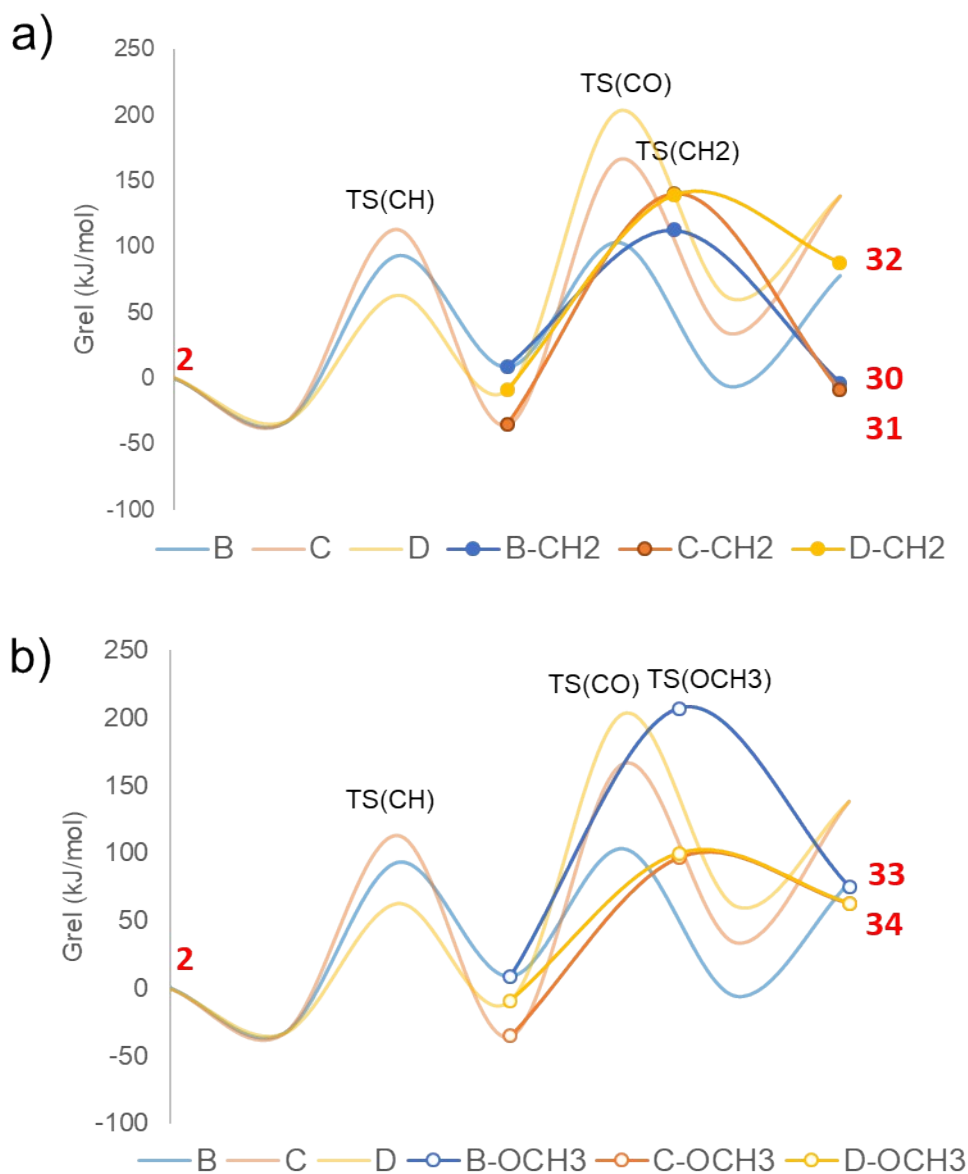 a)
250
200
150
100
50
0
-50
-100
Grel (kJ/mol)
TS(CH)
TS(CO)
TS(CH2)
2
32
30
31
B C D B-CH2 C-CH2 D-CH2
b)
250
200
150
100
50
0
-50
-100
Grel (kJ/mol)
TS(CH)
TS(CO) TS(OCH3)
2
33
34
B C D B-OCH3 C-OCH3 D-OCH3